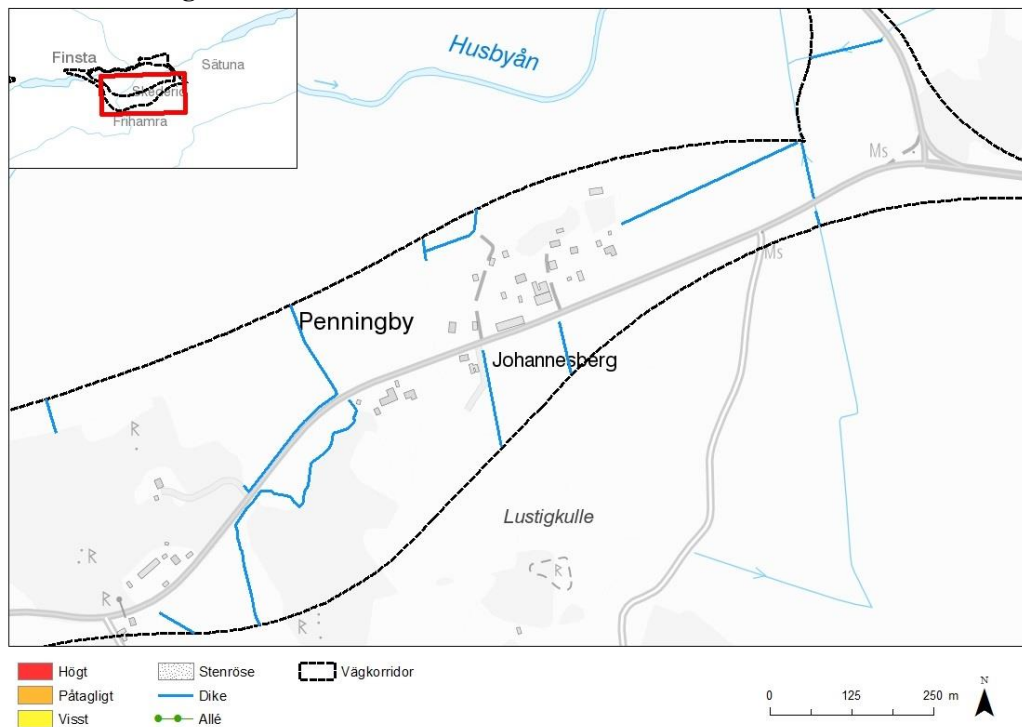 Finsta
Sätuna
Skederid
Frihamra
Husbyån
Ms
Ms
Penningby
Johannesberg
R
R
Lustigkulle
R
R
R
Högt
Stenröse
Vägkorridor
Påtagligt
Dike
Visst
Allé
0 125 250 m
N